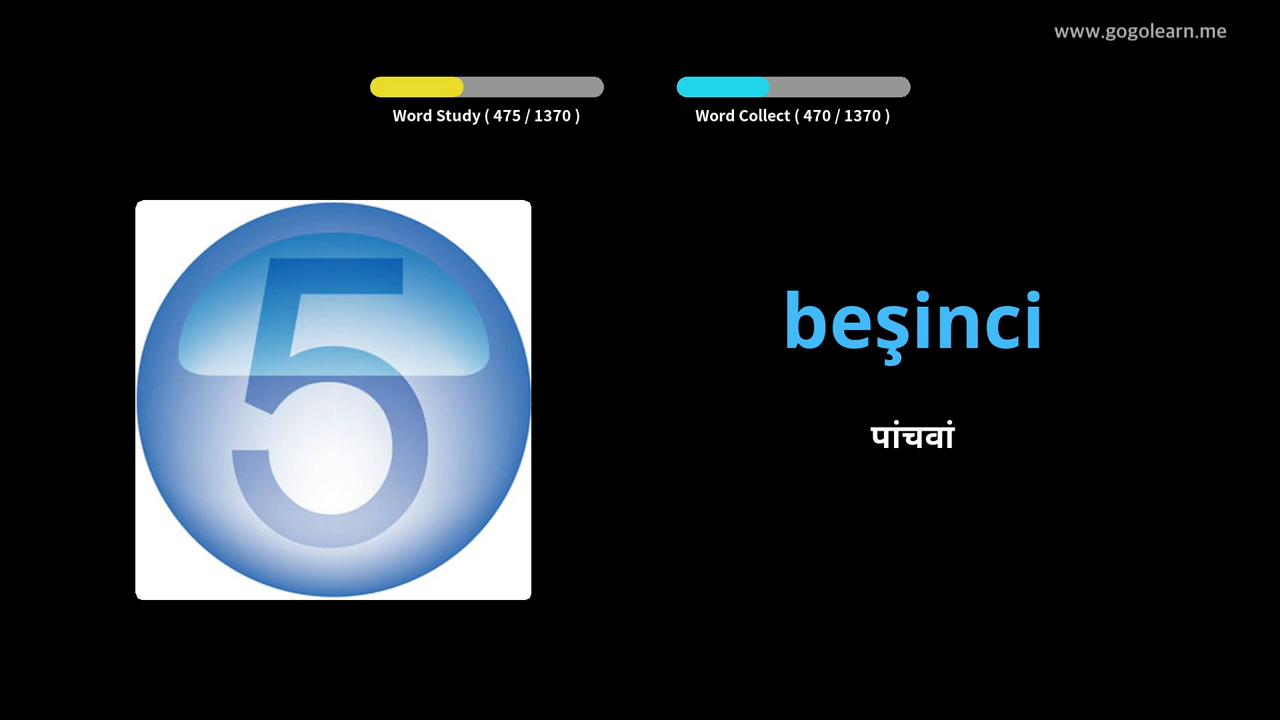 www.gogolearn.me
Word Study ( 475 / 1370 )
Word Collect ( 470 / 1370 )
5
beşinci
पांचवां